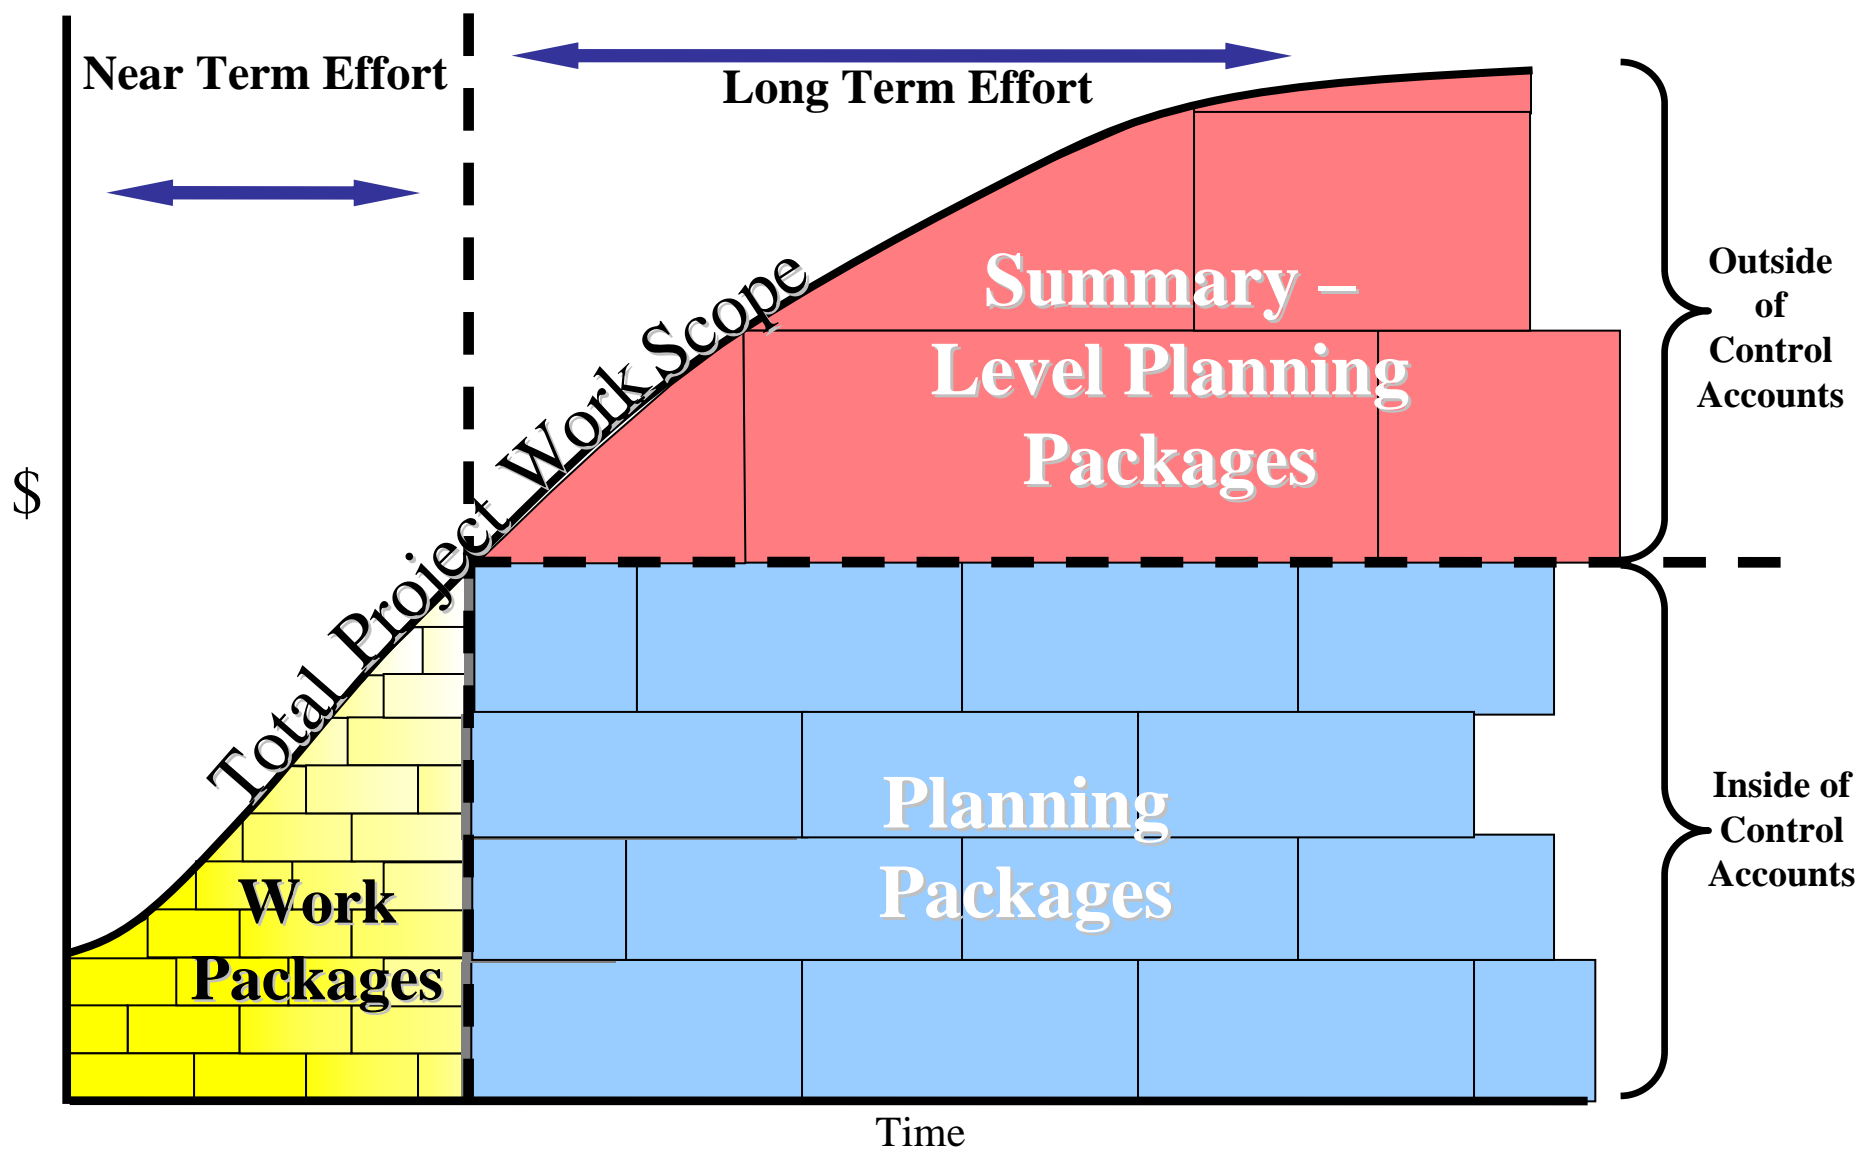 Near Term Effort
Long Term Effort
Total Project Work Scope
Summary –
Level Planning
Packages
Outside
of
Control
Accounts
$
Planning
Packages
Inside of
Control
Accounts
Work
Packages
Time